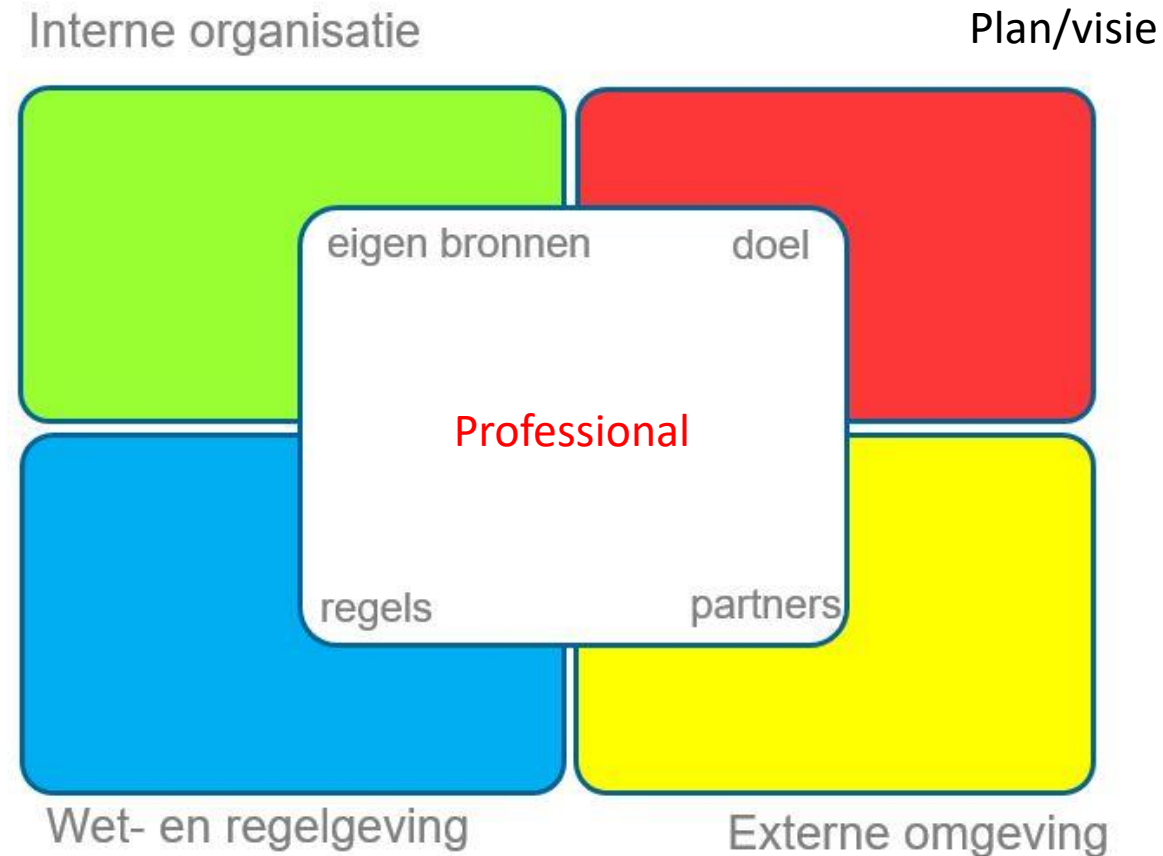 Interne organisatie
Plan/visie
eigen bronnen
doel
Professional
regels
partners
Wet- en regelgeving
Externe omgeving